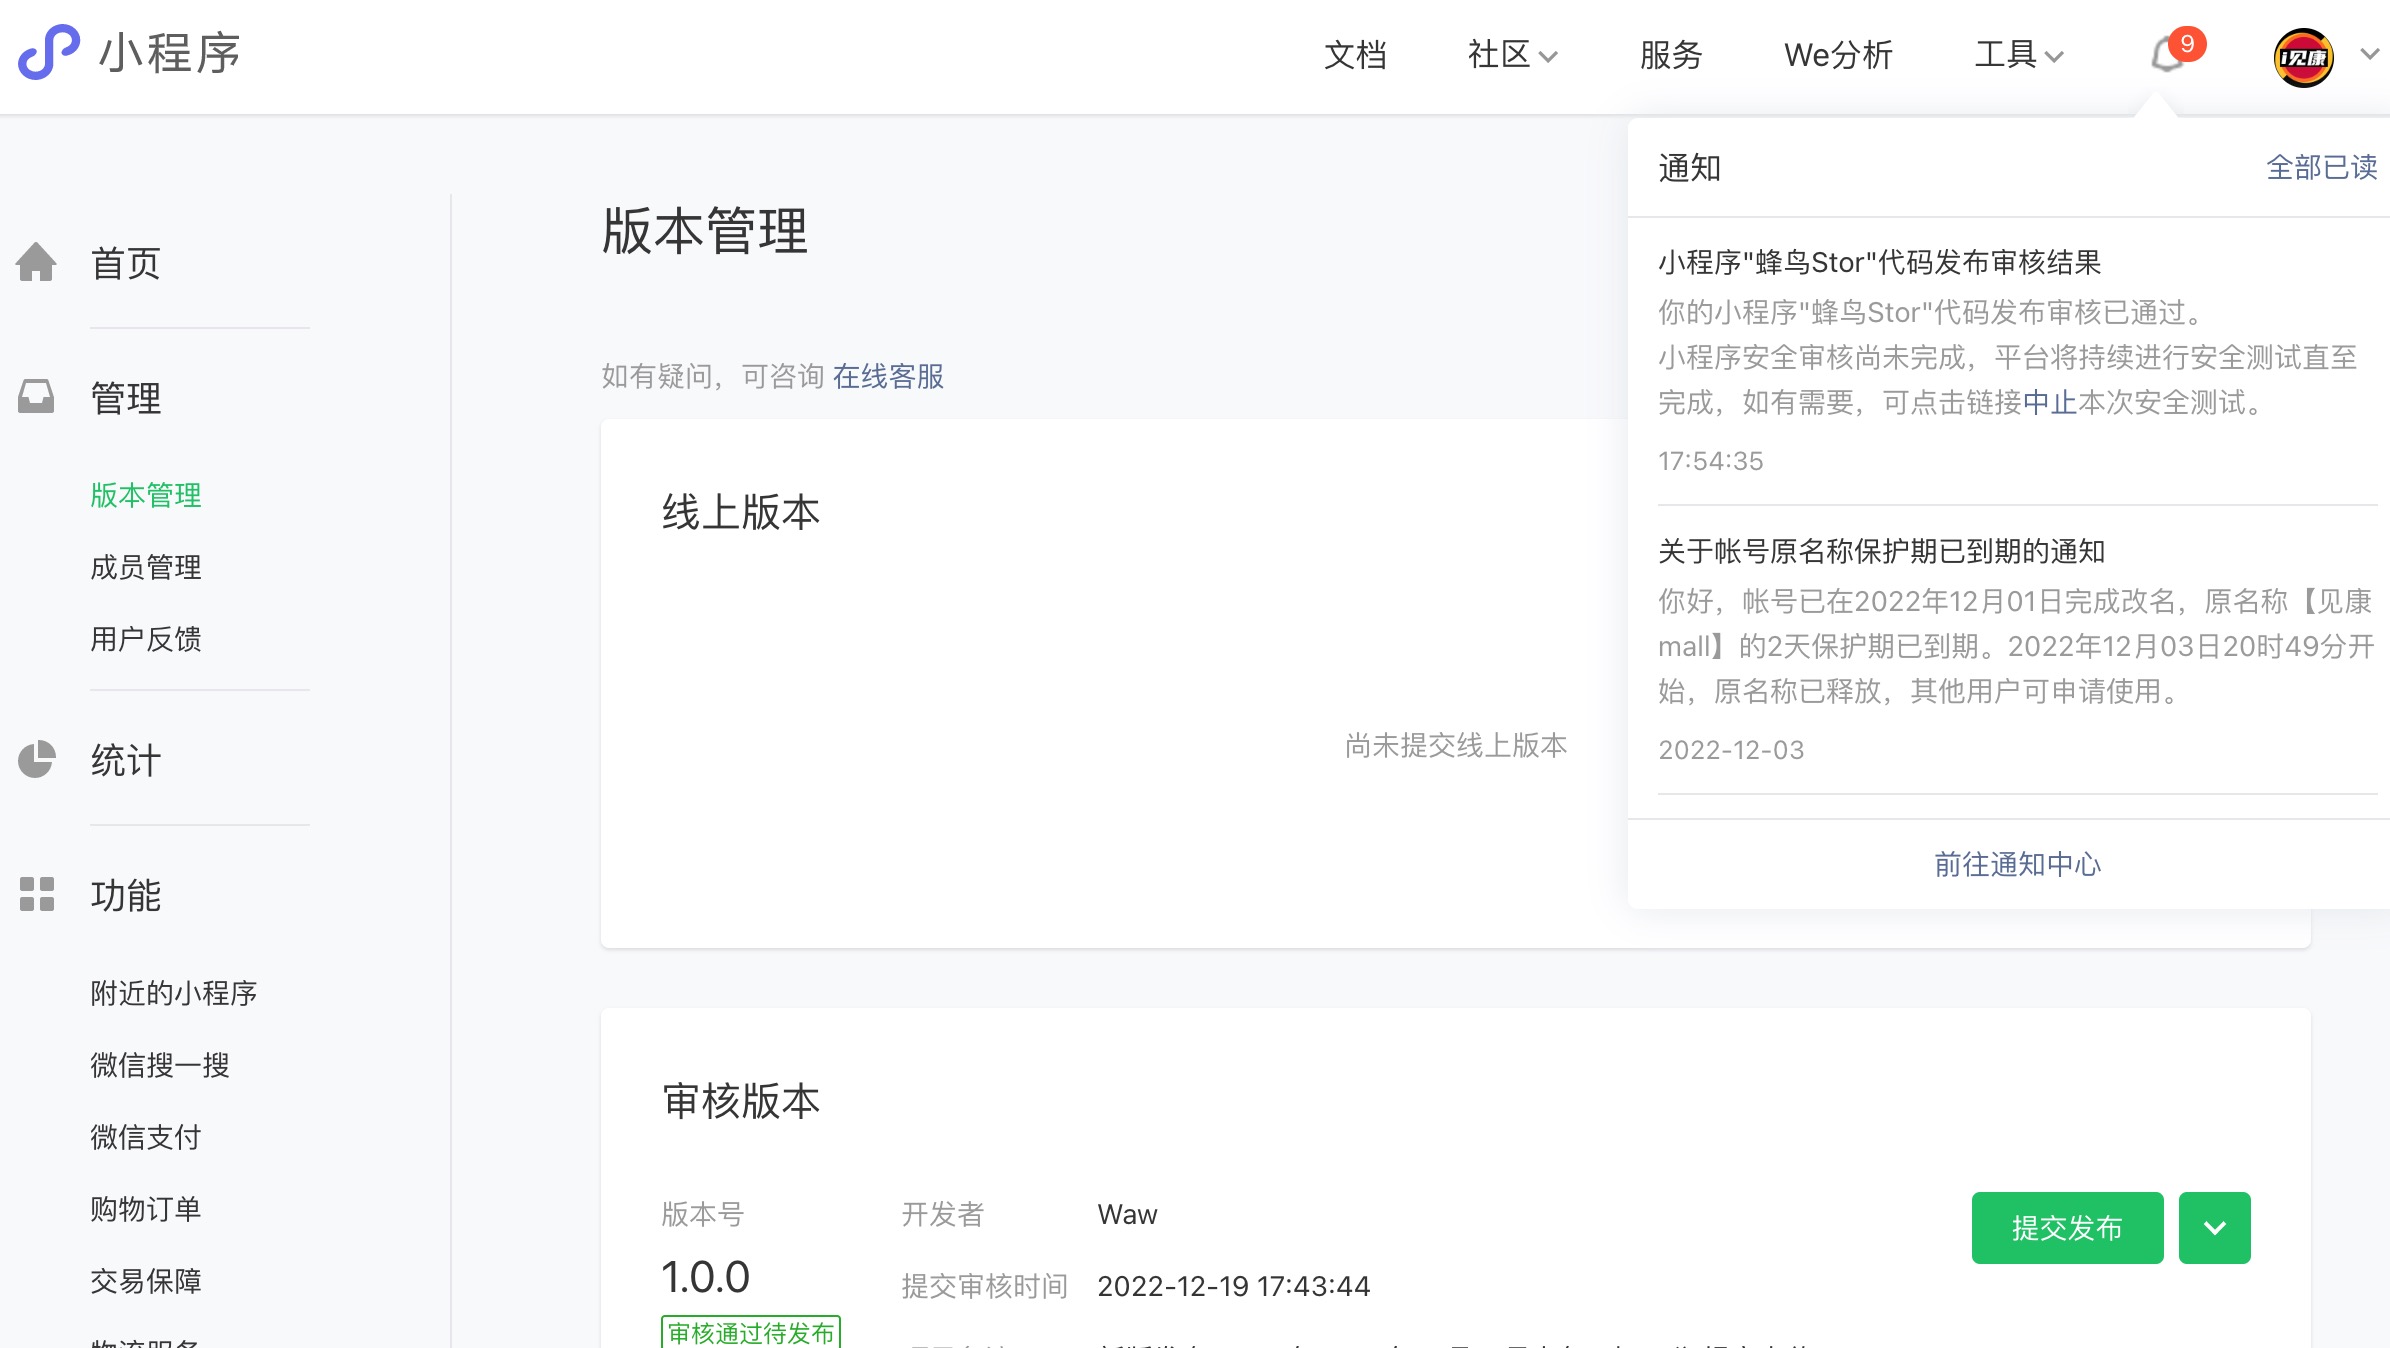 小程序
文档
社区
服务
We分析
工具
9
i见康
通知
全部已读
小程序"蜂鸟Stor"代码发布审核结果
你的小程序"蜂鸟Stor"代码发布审核已通过。
小程序安全审核尚未完成，平台将持续进行安全测试直至
完成，如有需要，可点击链接中止本次安全测试。
17:54:35
关于帐号原名称保护期已到期的通知
你好，帐号已在2022年12月01日完成改名，原名称【见康
mall】的2天保护期已到期。2022年12月03日20时49分开
始，原名称已释放，其他用户可申请使用。
2022-12-03
前往通知中心
首页
管理
版本管理
成员管理
用户反馈
统计
功能
附近的小程序
微信搜一搜
微信支付
购物订单
交易保障
版本管理
如有疑问，可咨询 在线客服
线上版本
尚未提交线上版本
审核版本
版本号
1.0.0
审核通过待发布
开发者
Waw
提交审核时间
2022-12-19 17:43:44
提交发布